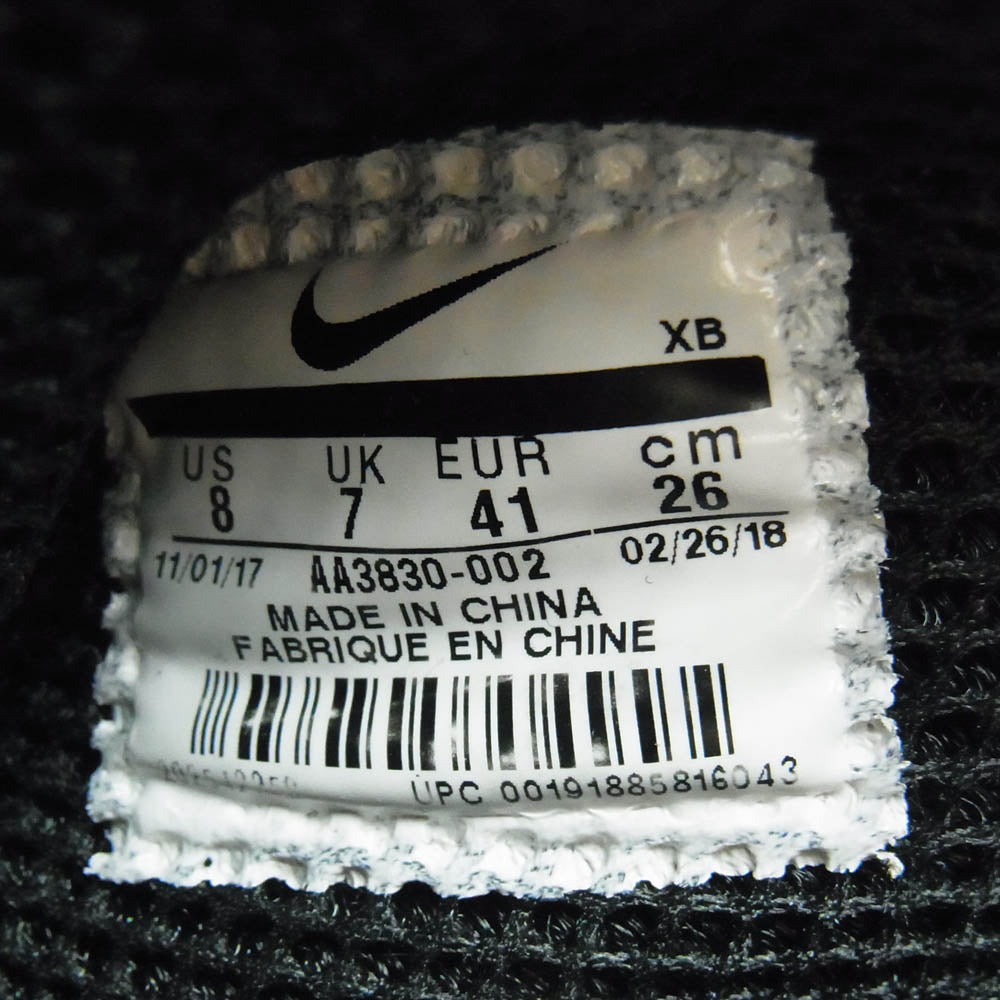 XB
US UK EUR cm
8 7 41 26
11/01/17 AA3830-002 02/26/18
MADE IN CHINA
FABRIQUE EN CHINE
UPC 00191885816043